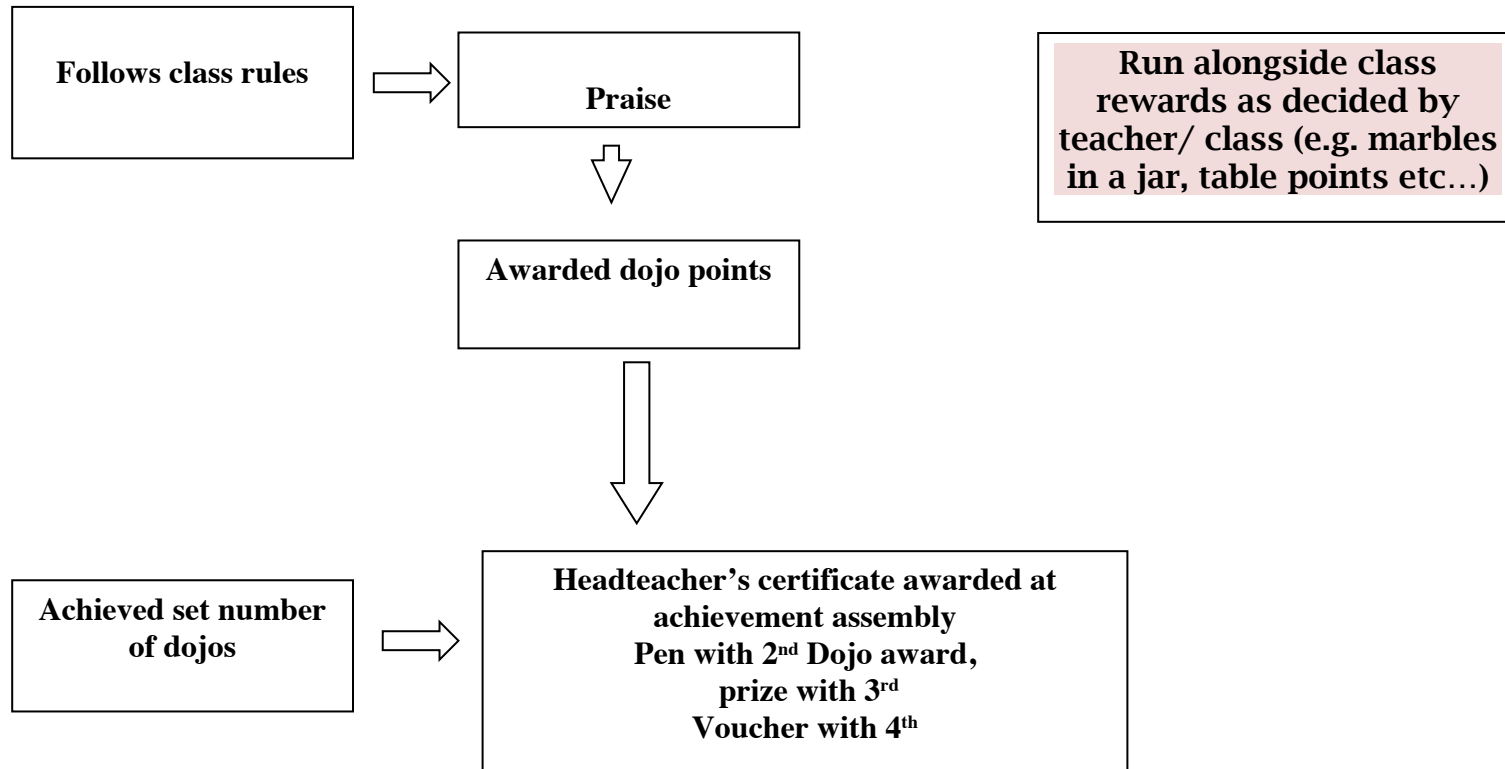 Follows class rules
Praise
Run alongside class
rewards as decided by
teacher/ class (e.g. marbles
in a jar, table points etc…)
Awarded dojo points
Achieved set number
of dojos
Headteacher’s certificate awarded at
achievement assembly
Pen with 2nd Dojo award,
prize with 3rd
Voucher with 4th